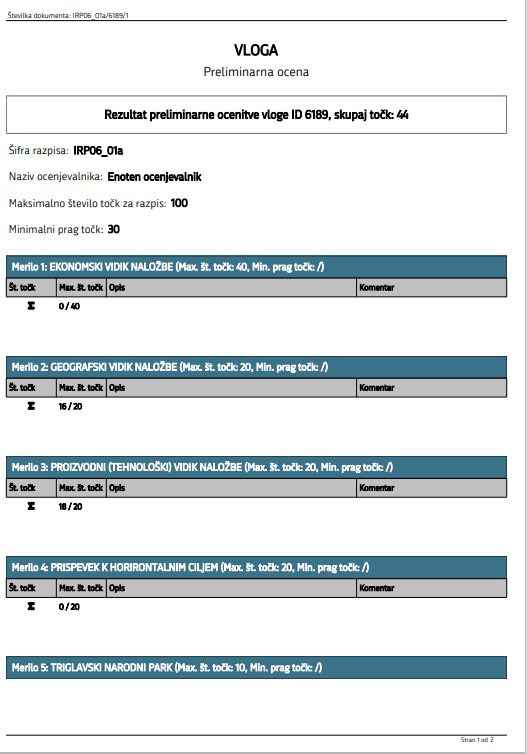 Številka dokumenta: IRP06_01a/6189/1
VLOGA
Preliminarna ocena
Rezultat preliminarne ocenitve vloge ID 6189, skupaj točk: 44
Šifra razpisa: IRP06_01a
Naziv ocenjevalnika: Enoten ocenjevalnik
Maksimalno število točk za razpis: 100
Minimalni prag točk: 30
Merilo 1: EKONOMSKI VIDIK NALOŽBE (Max. št. točk: 40, Min. prag točk: /)
Št. točk Max. št. točk Opis Komentar
Σ 0 / 40
Merilo 2: GEOGRAFSKI VIDIK NALOŽBE (Max. št. točk: 20, Min. prag točk: /)
Št. točk Max. št. točk Opis Komentar
Σ 16 / 20
Merilo 3: PROIZVODNI (TEHNOLOŠKI) VIDIK NALOŽBE (Max. št. točk: 20, Min. prag točk: /)
Št. točk Max. št. točk Opis Komentar
Σ 18 / 20
Merilo 4: PRISPEVEK K HORIRONTALNIM CILJEM (Max. št. točk: 20, Min. prag točk: /)
Št. točk Max. št. točk Opis Komentar
Σ 0 / 20
Merilo 5: TRIGLAVSKI NARODNI PARK (Max. št. točk: 10, Min. prag točk: /)
Stran 1 od 2